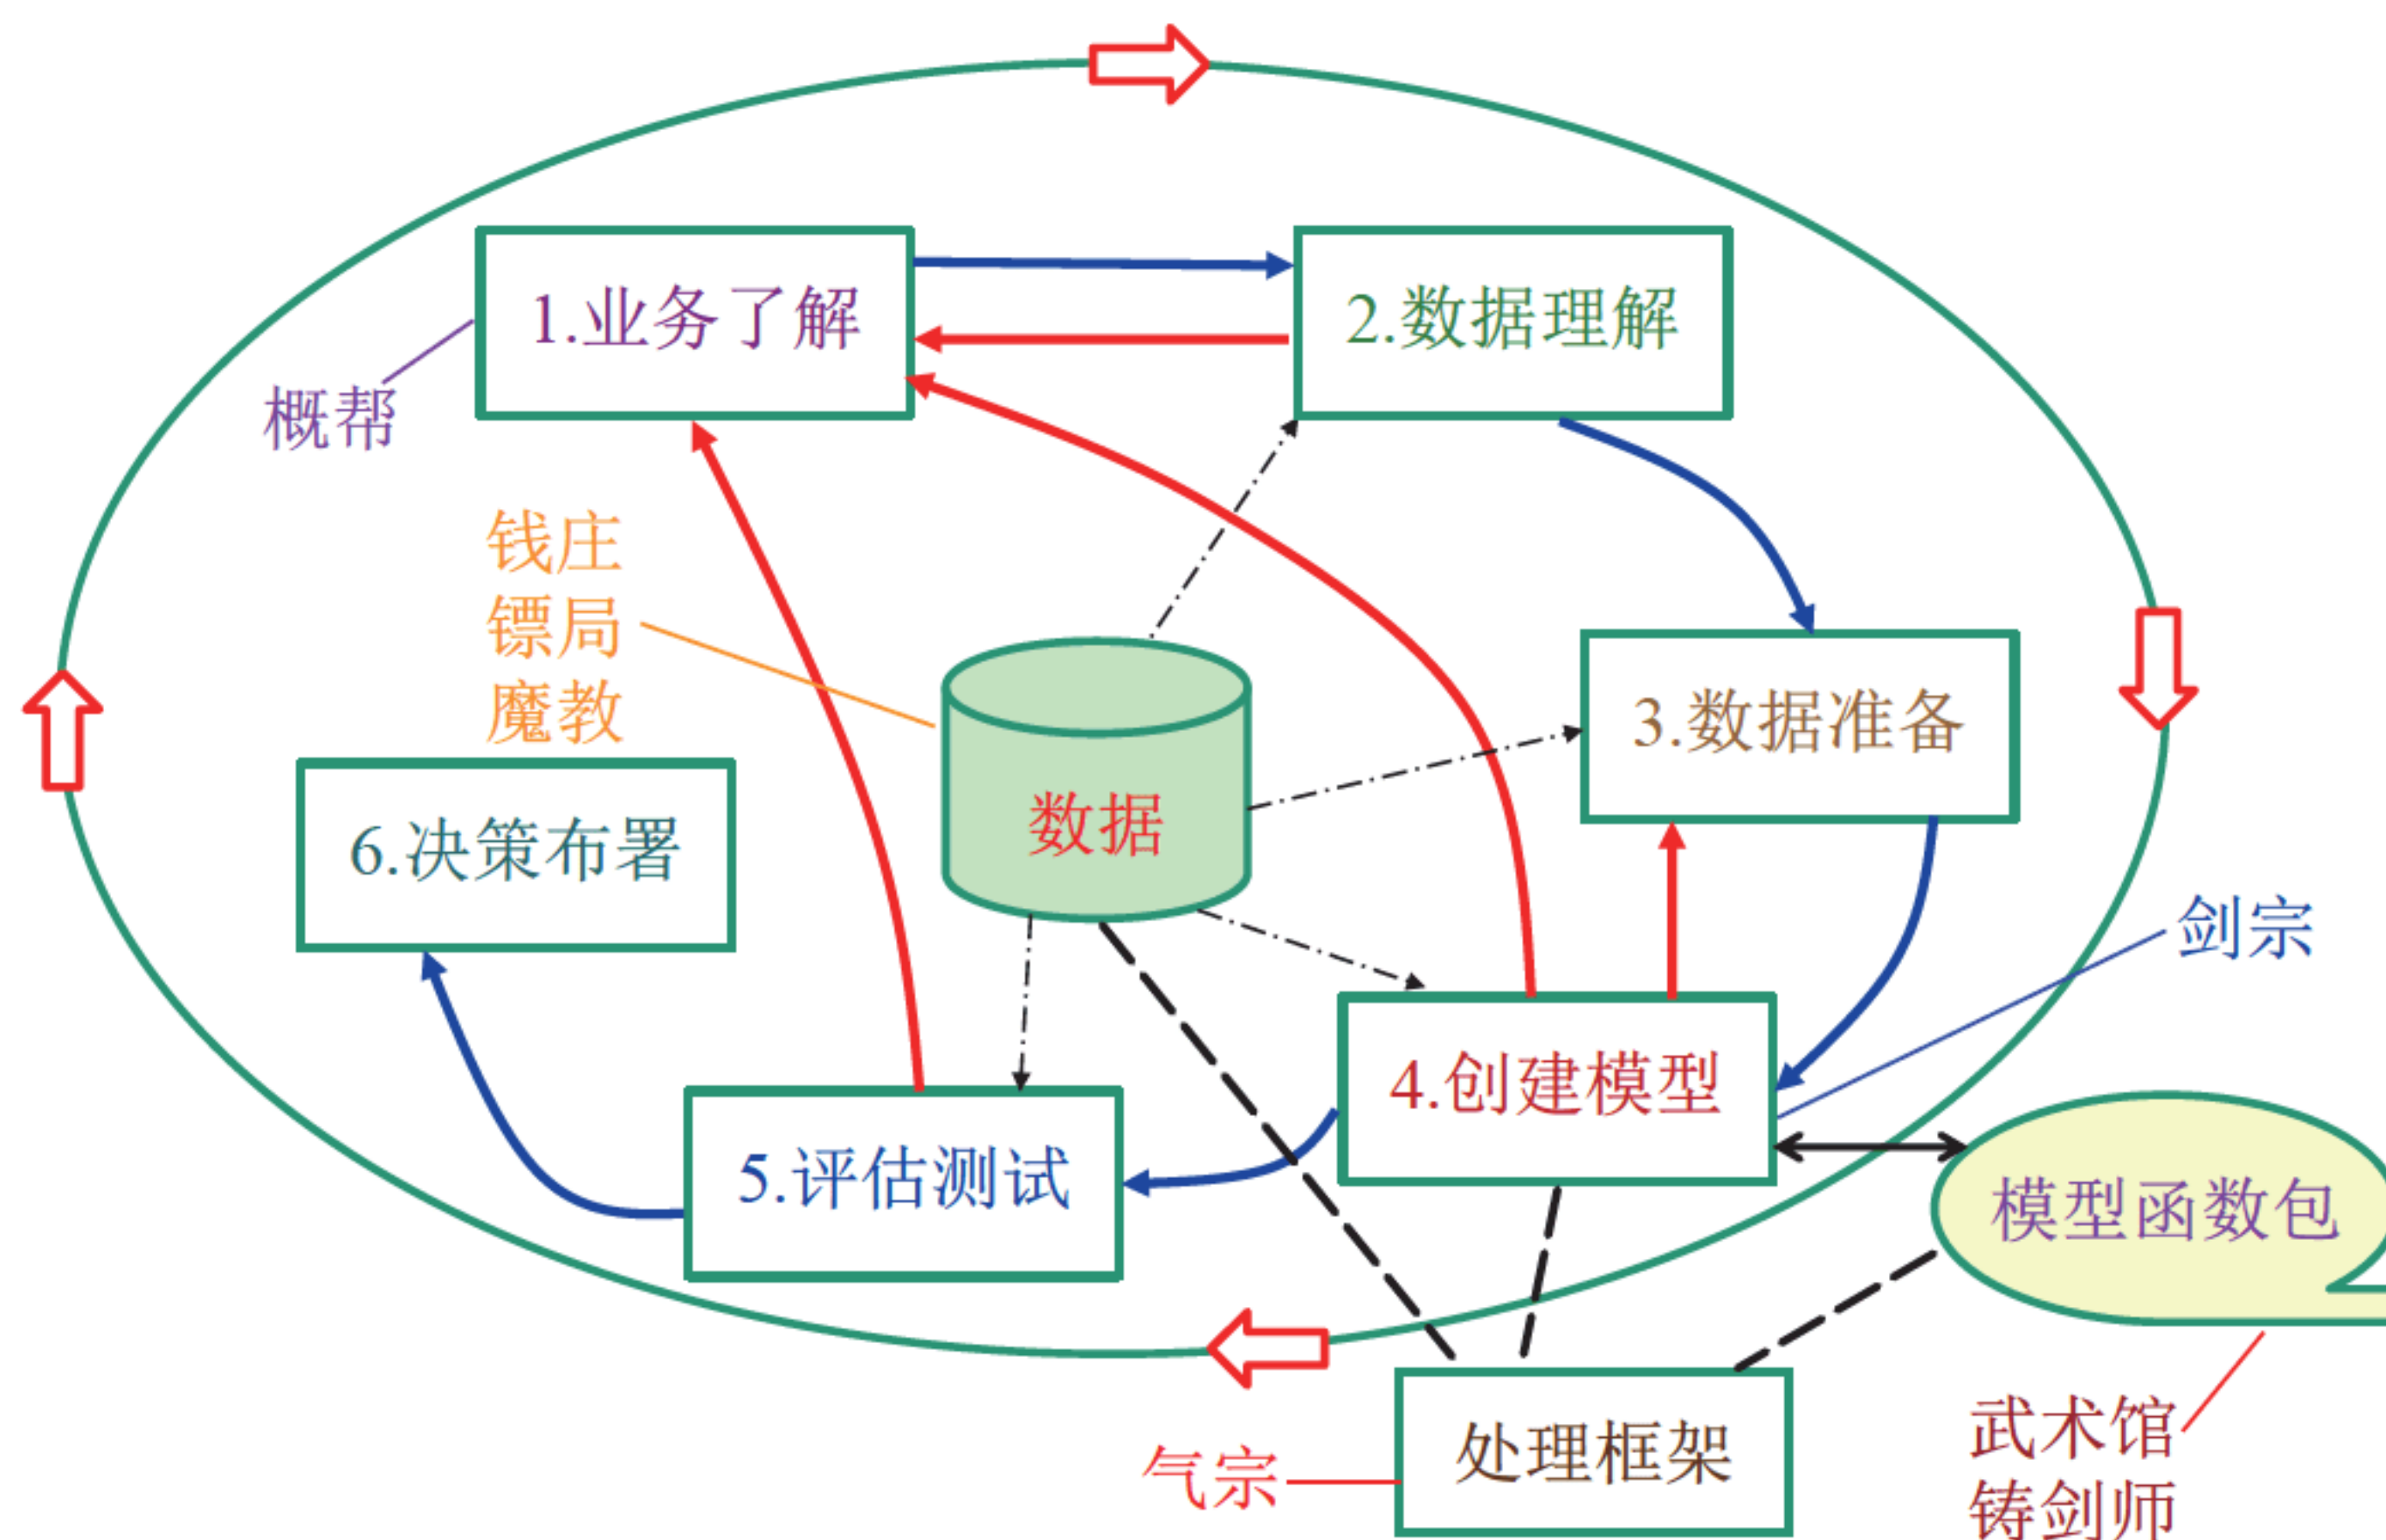 1.业务了解
2.数据理解
概帮
钱庄
镖局
魔教
3.数据准备
数据
6.决策布署
剑宗
4.创建模型
5.评估测试
模型函数包
处理框架
气宗
武术馆
铸剑师